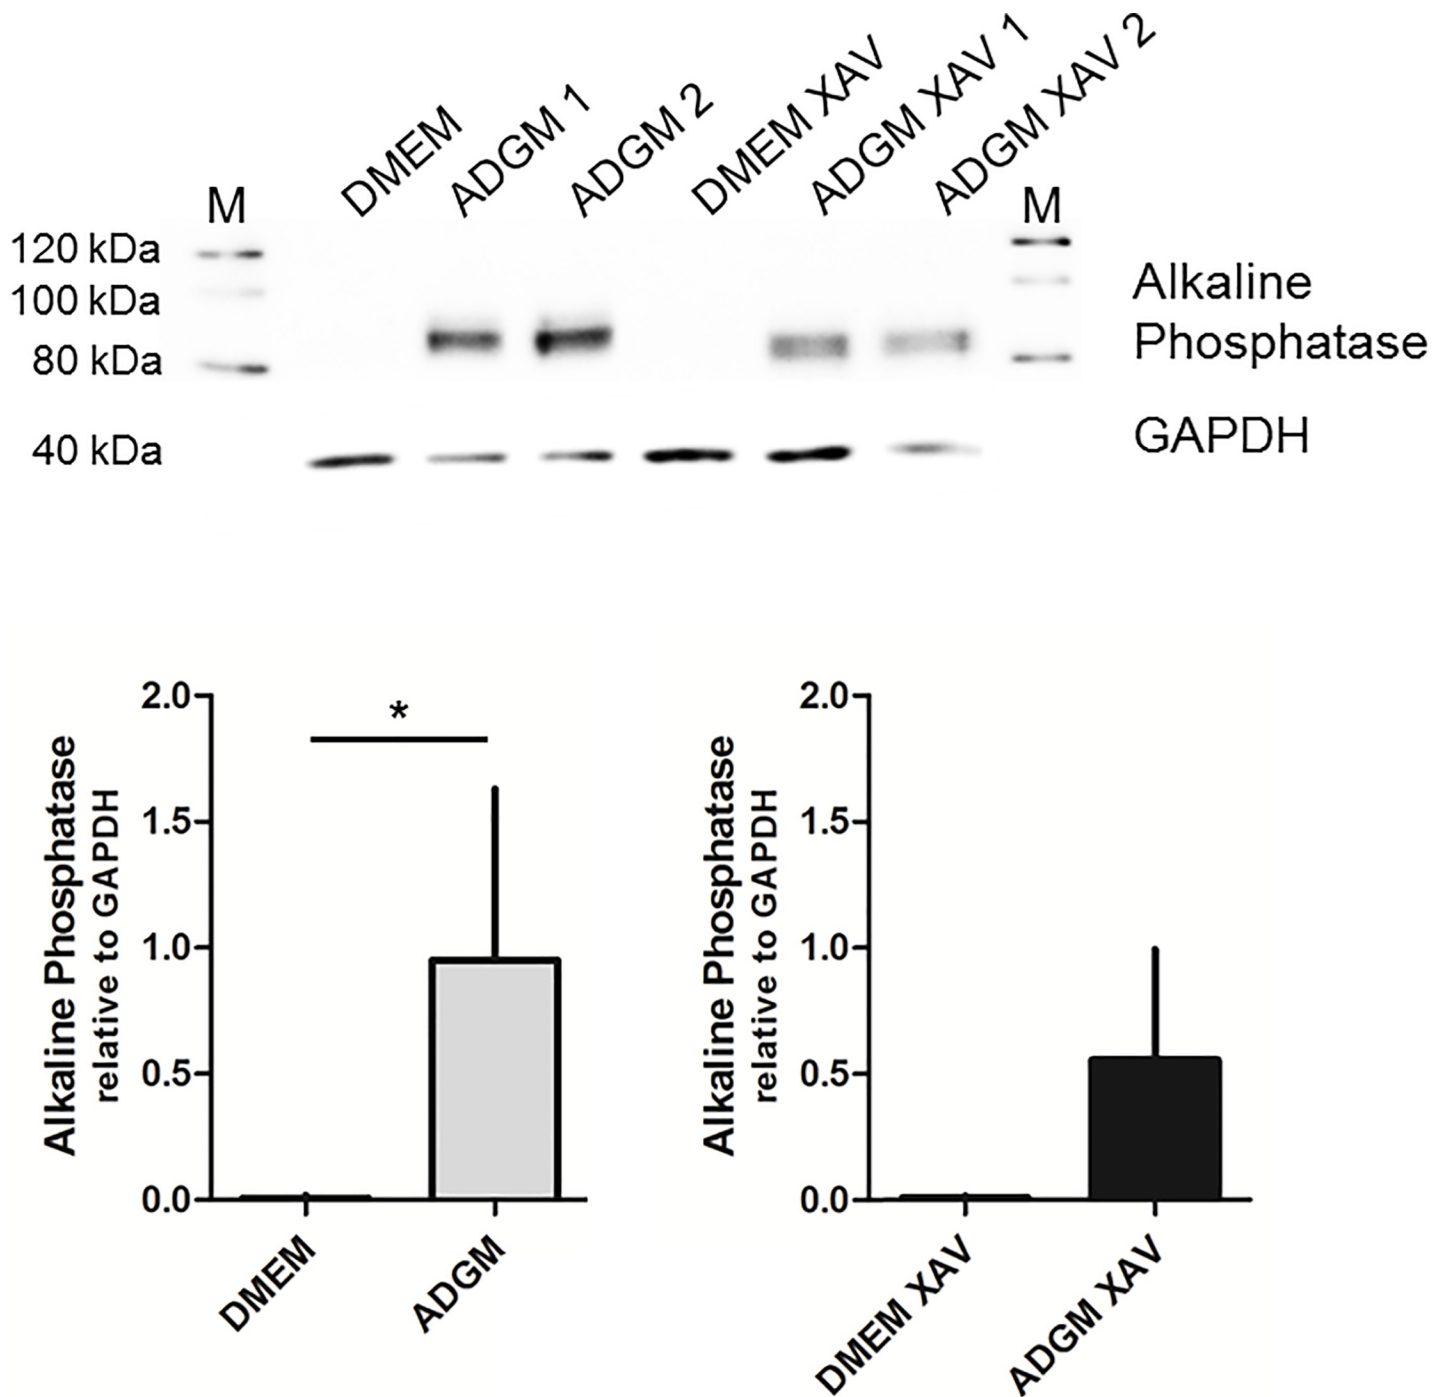 DMEM
ADGM 1
ADGM 2
DMEM XAV
ADGM XAV 1
ADGM XAV 2
M
M
120 kDa
100 kDa
80 kDa
40 kDa
Alkaline
Phosphatase
GAPDH
Alkaline Phosphatase
relative to GAPDH
2.0
1.5
1.0
0.5
0.0
*
DMEM
ADGM
Alkaline Phosphatase
relative to GAPDH
2.0
1.5
1.0
0.5
0.0
DMEM XAV
ADGM XAV